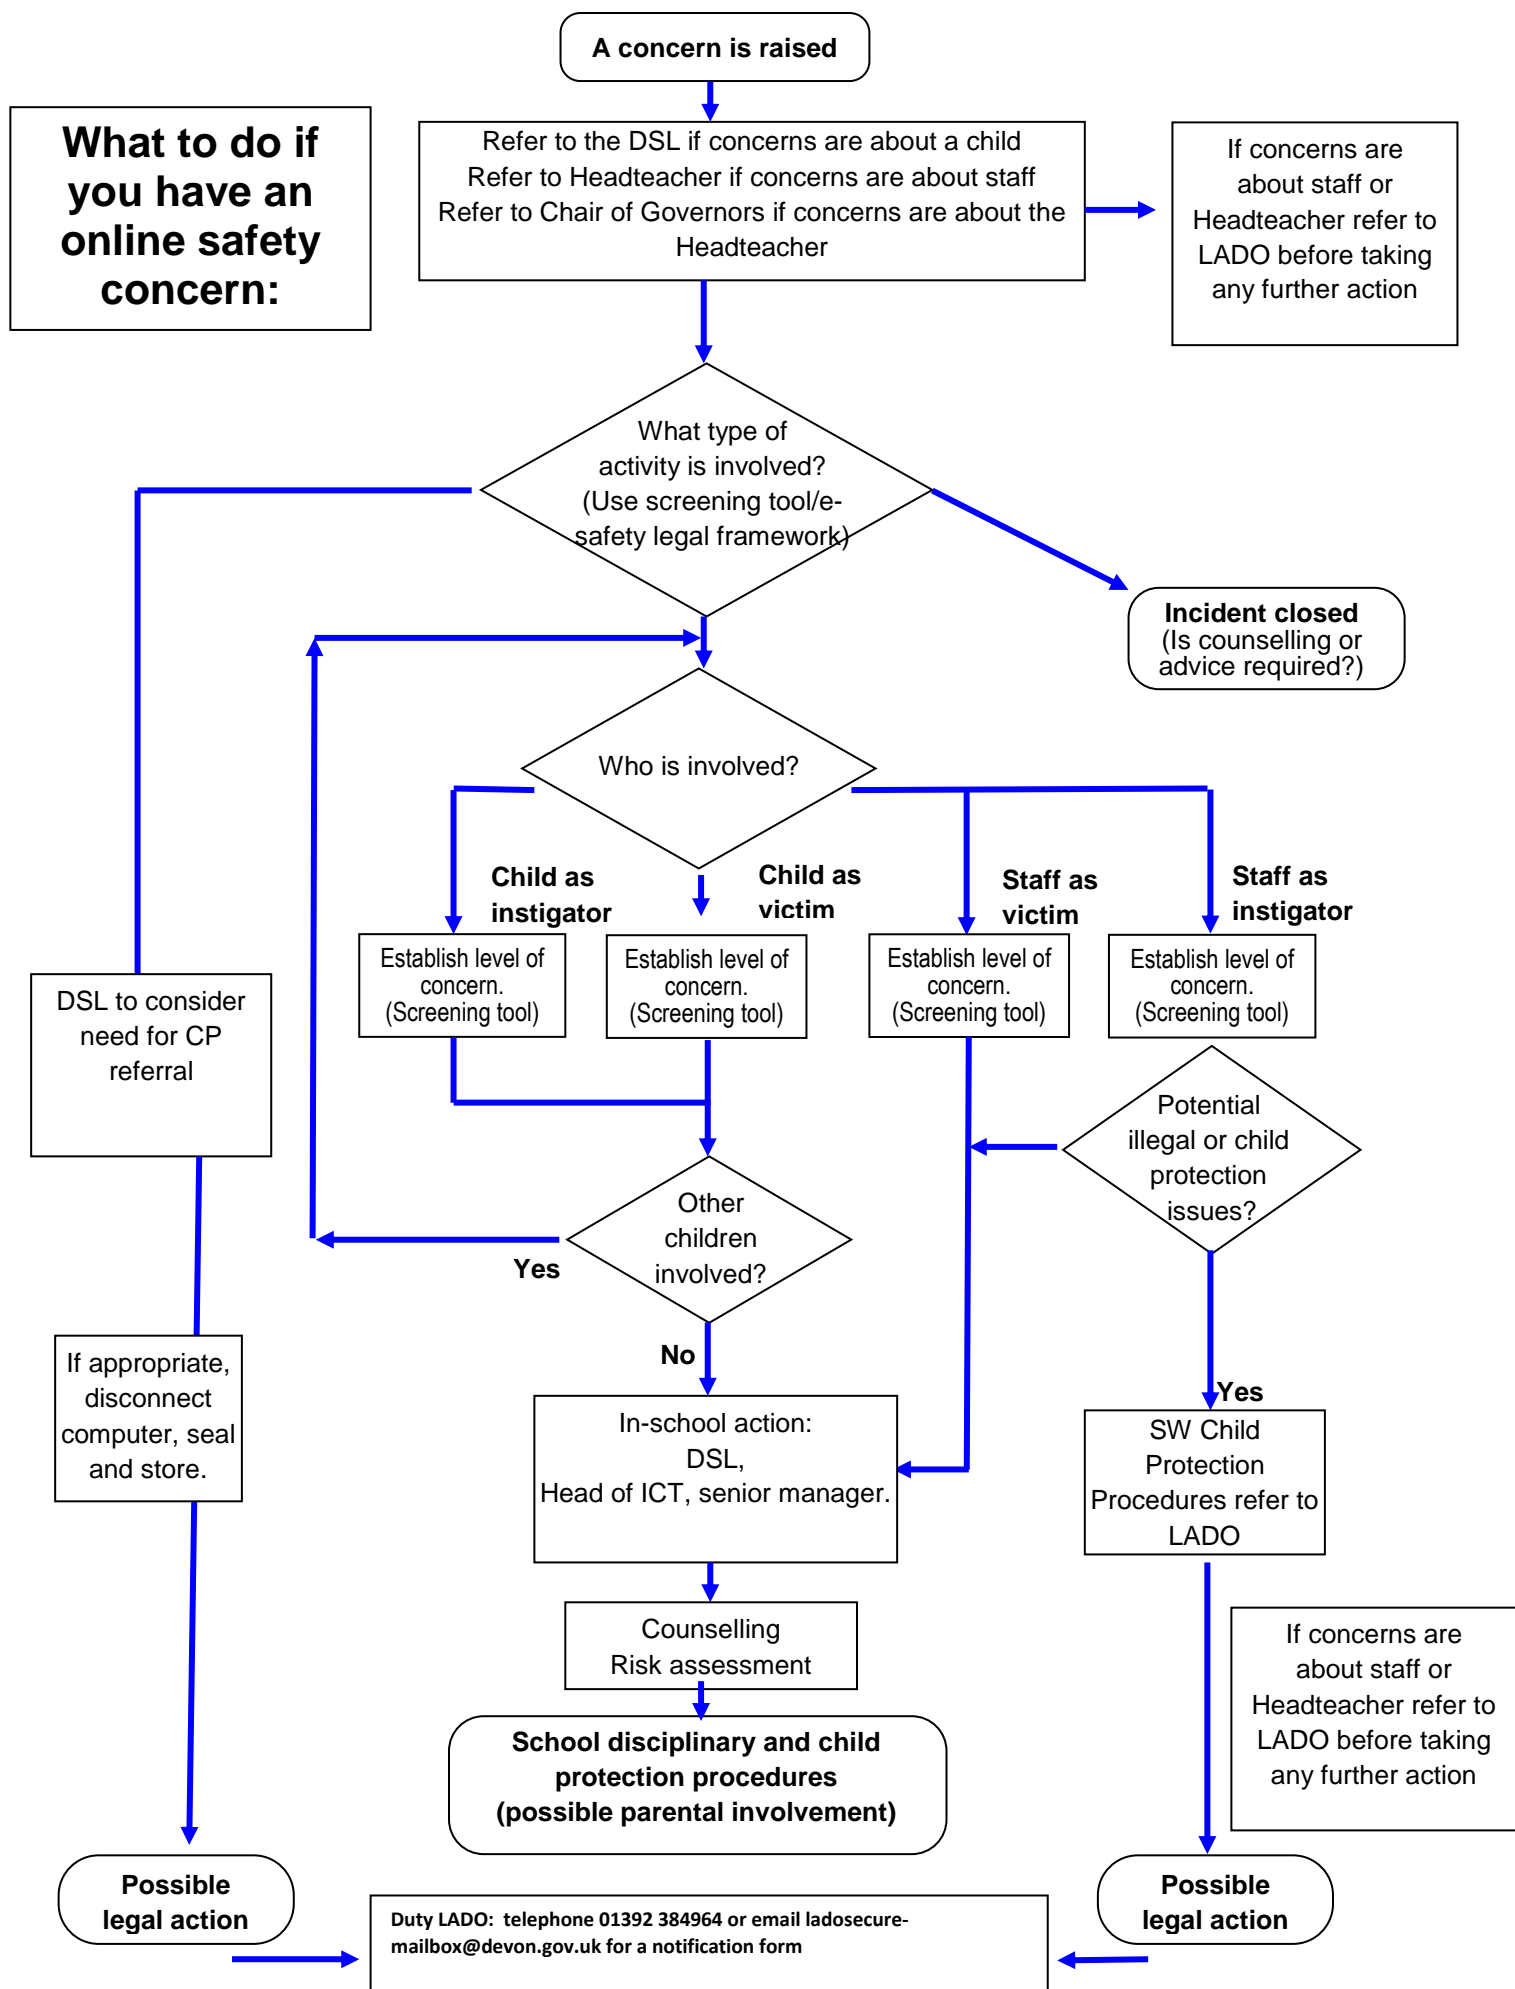 A concern is raised
What to do if
you have an
online safety
concern:
Refer to the DSL if concerns are about a child
Refer to Headteacher if concerns are about staff
Refer to Chair of Governors if concerns are about the
Headteacher
If concerns are
about staff or
Headteacher refer to
LADO before taking
any further action
What type of
activity is involved?
(Use screening tool/e-
safety legal framework)
Incident closed
(Is counselling or
advice required?)
Who is involved?
Child as
instigator
Child as
victim
Staff as
victim
Staff as
instigator
Establish level of
concern.
(Screening tool)
Establish level of
concern.
(Screening tool)
Establish level of
concern.
(Screening tool)
Establish level of
concern.
(Screening tool)
DSL to consider
need for CP
referral
Potential
illegal or child
protection
issues?
Other
children
involved?
Yes
No
If appropriate,
disconnect
computer, seal
and store.
Yes
In-school action:
DSL,
Head of ICT, senior manager.
SW Child
Protection
Procedures refer to
LADO
Counselling
Risk assessment
If concerns are
about staff or
Headteacher refer to
LADO before taking
any further action
School disciplinary and child
protection procedures
(possible parental involvement)
Possible
legal action
Possible
legal action
Duty LADO: telephone 01392 384964 or email ladosecure-
mailbox@devon.gov.uk for a notification form